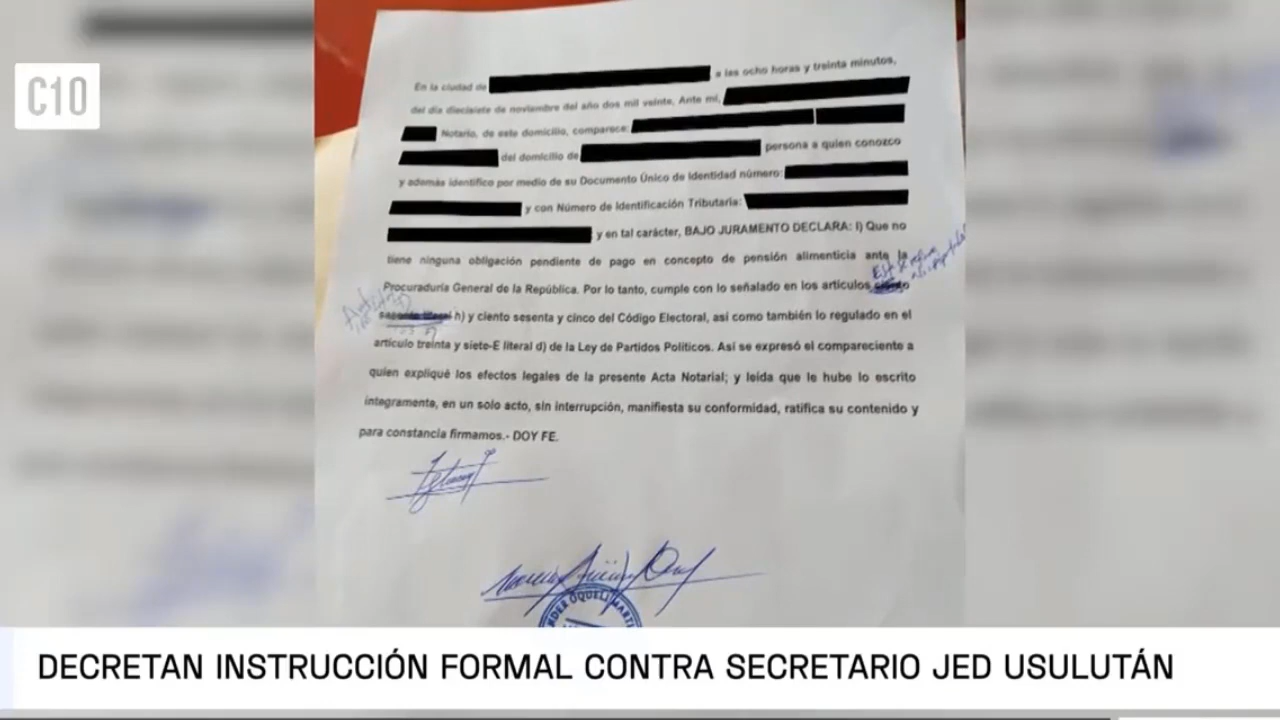 C10
En la ciudad de a las ocho horas y treinta minutos,
del día diecisiete de noviembre del año dos mil veinte, Ante mí,
Notario, de este domicilio, comparece:
del domicilio de persona a quien conozco
y además identifico por medio de su Documento Único de Identidad número:
y con Número de Identificación Tributaria:
y en tal carácter, BAJO JURAMENTO DECLARA: I) Que no
tiene ninguna obligación pendiente de pago en concepto de pensión alimenticia ante la
Procuraduría General de la República. Por lo tanto, cumple con lo señalado en los artículos
h) y ciento sesenta y cinco del Código Electoral, así como también lo regulado en el
artículo treinta y siete-E literal d) de la Ley de Partidos Políticos. Así se expresó el compareciente a
quien expliqué los efectos legales de la presente Acta Notarial; y leída que le hube lo escrito
íntegramente, en un solo acto, sin interrupción, manifiesta su conformidad, ratifica su contenido y
para constancia firmamos.- DOY FE.
DECRETAN INSTRUCCIÓN FORMAL CONTRA SECRETARIO JED USULUTÁN